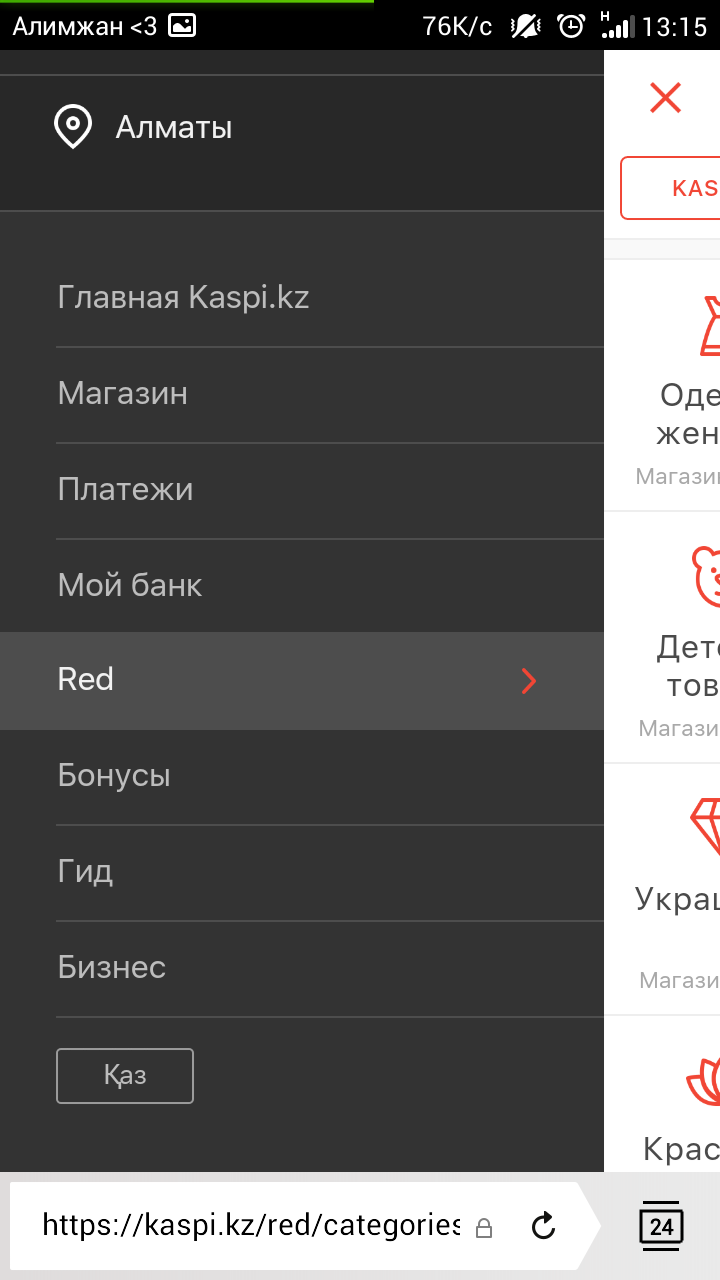 Алимжан <3 76K/c H 13:15
Алматы
KAS
Главная Kaspi.kz
Магазин
Платежи
Мой банк
Red
Бонусы
Гид
Бизнес
Қаз
Оде
жен
Магазин
Детс
тов
Магази
Украш
Магази
Крас
https://kaspi.kz/red/categories
24